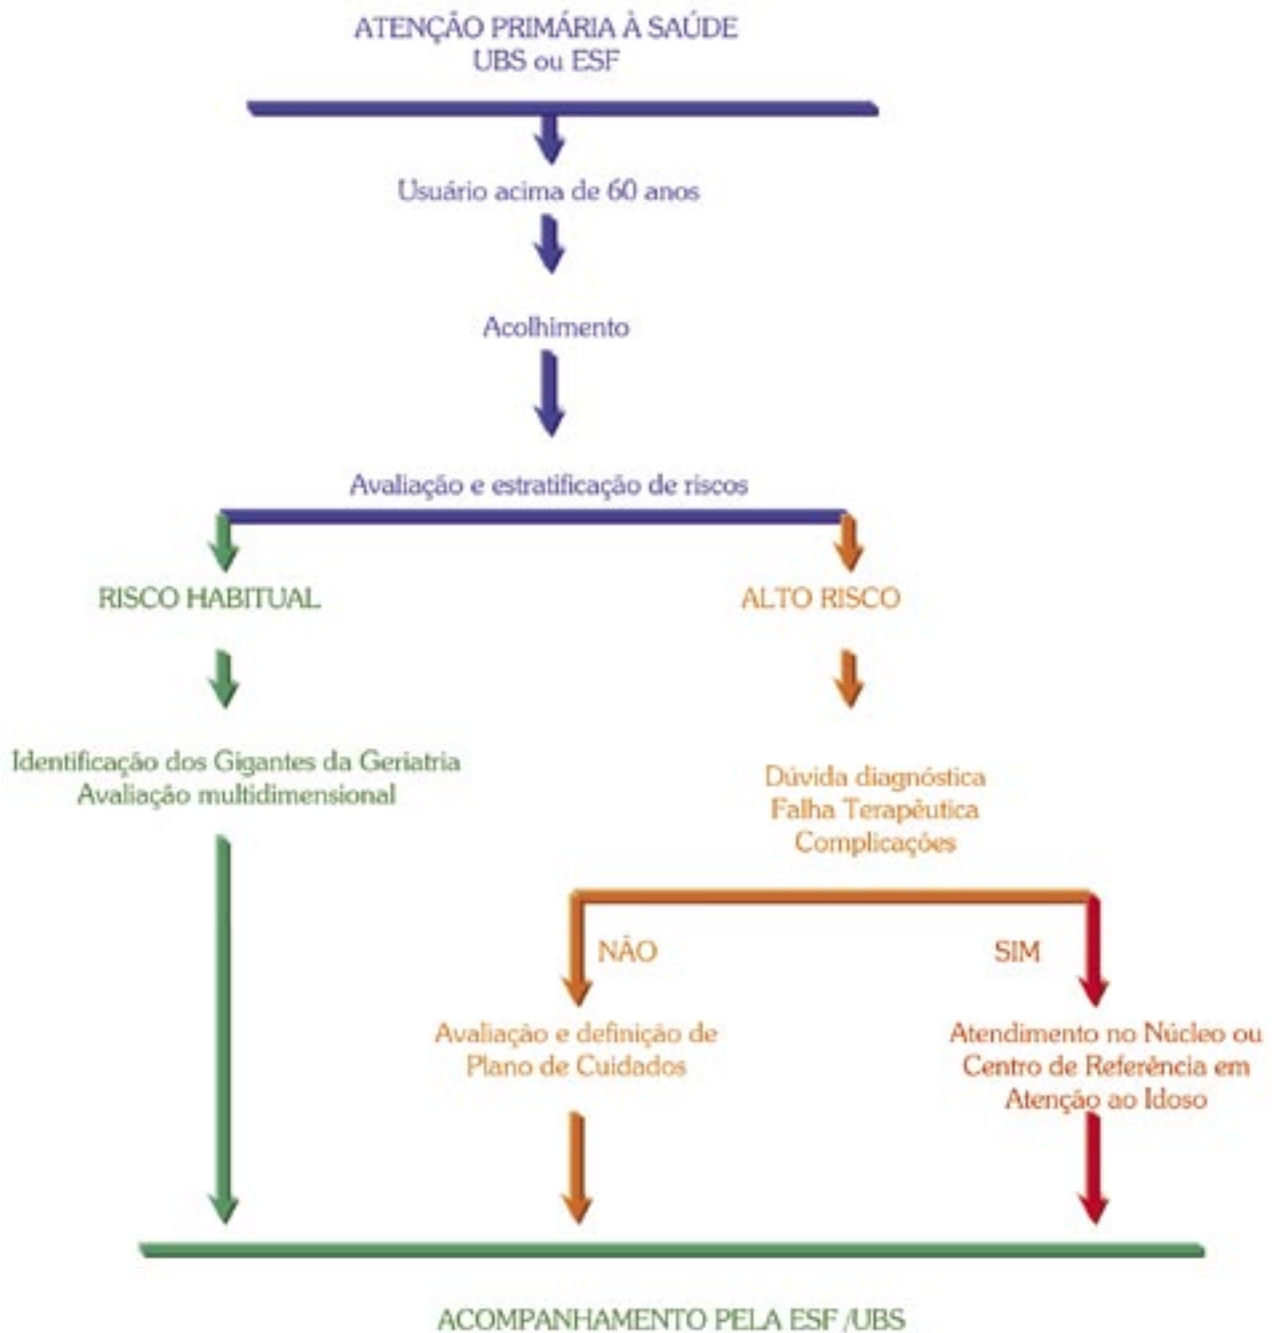 ATENÇÃO PRIMÁRIA À SAÚDE
UBS ou ESF
Usuário acima de 60 anos
Acolhimento
Avaliação e estratificação de riscos
RISCO HABITUAL
ALTO RISCO
Identificação dos Gigantes da Geriatria
Avaliação multidimensional
Dúvida diagnóstica
Falha Terapêutica
Complicações
NÃO
SIM
Avaliação e definição de
Plano de Cuidados
Atendimento no Núcleo ou
Centro de Referência em
Atenção ao Idoso
ACOMPANHAMENTO PELA ESF /UBS